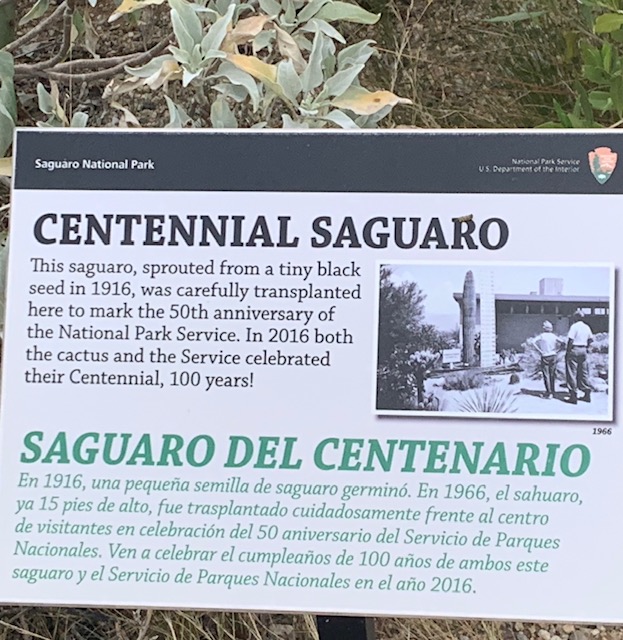 Saguaro National Park
National Park Service
U.S. Department of the Interior
CENTENNIAL SAGUARO
This saguaro, sprouted from a tiny black
seed in 1916, was carefully transplanted
here to mark the 50th anniversary of
the National Park Service. In 2016 both
the cactus and the Service celebrated
their Centennial, 100 years!
1966
SAGUARO DEL CENTENARIO
En 1916, una pequeña semilla de saguaro germinó. En 1966, el sahuaro,
ya 15 pies de alto, fue trasplantado cuidadosamente frente al centro
de visitantes en celebración del 50 aniversario del Servicio de Parques
Nacionales. Ven a celebrar el cumpleaños de 100 años de ambos este
saguaro y el Servicio de Parques Nacionales en el año 2016.